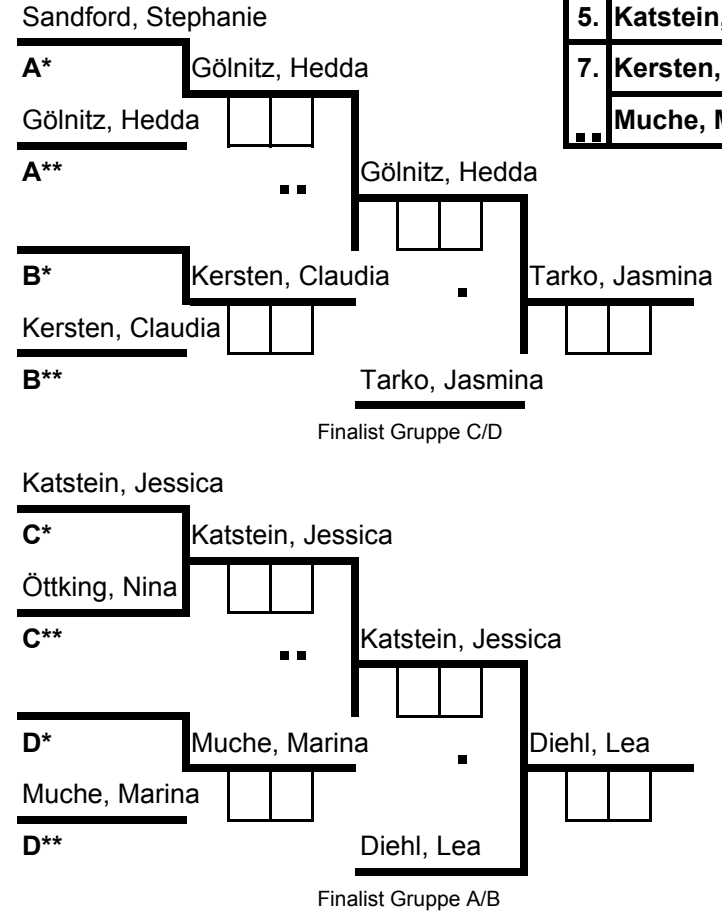 Sandford, Stephanie
5. Katstein,
A* Gölnitz, Hedda
7. Kersten,
Gölnitz, Hedda
Muche,
A** Gölnitz, Hedda
B* Kersten, Claudia Tarko, Jasmina
Kersten, Claudia
B** Tarko, Jasmina
Finalist Gruppe C/D
Katstein, Jessica
C* Katstein, Jessica
Öttking, Nina
C** Katstein, Jessica
D* Muche, Marina Diehl, Lea
Muche, Marina
D** Diehl, Lea
Finalist Gruppe A/B